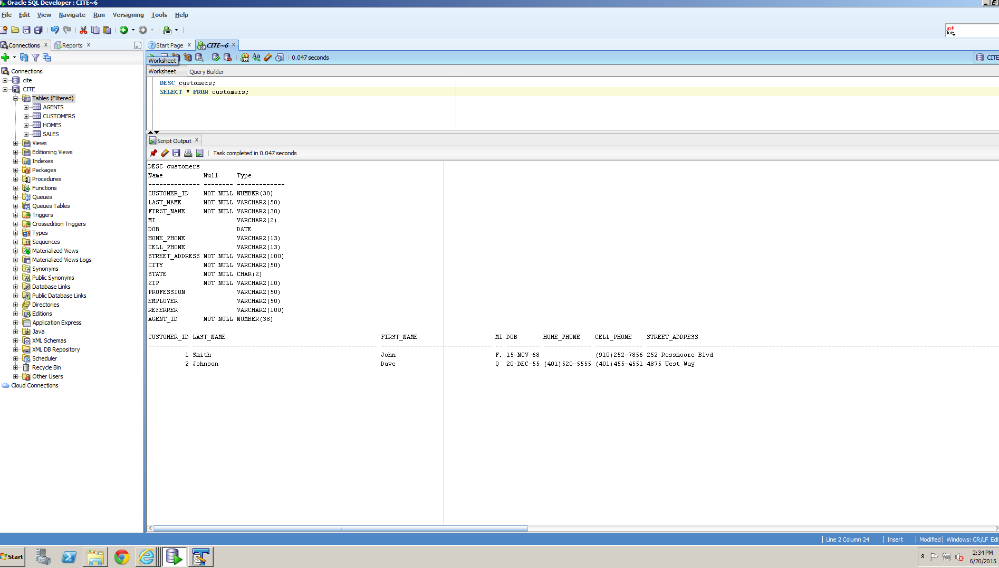 Oracle SQL Developer : CITE~6
File Edit View Navigate Run Versioning Tools Help
ask
Tom
Connections x Reports x
Start Page x CITE~6 x
0.047 seconds
CITE
Worksheet
Worksheet Query Builder
DESC customers;
SELECT * FROM customers;
Connections
cite
CITE
Tables (Filtered)
AGENTS
CUSTOMERS
HOMES
SALES
Views
Editioning Views
Indexes
Packages
Procedures
Functions
Queues
Queues Tables
Triggers
Crossedition Triggers
Types
Sequences
Materialized Views
Materialized Views Logs
Synonyms
Public Synonyms
Database Links
Public Database Links
Directories
Editions
Application Express
Java
XML Schemas
XML DB Repository
Scheduler
Recycle Bin
Other Users
Cloud Connections
Script Output x
Task completed in 0.047 seconds
DESC customers
Name Null Type
-------------- -------- -------------
CUSTOMER_ID NOT NULL NUMBER(38)
LAST_NAME NOT NULL VARCHAR2(50)
FIRST_NAME NOT NULL VARCHAR2(30)
MI VARCHAR2(2)
DOB DATE
HOME_PHONE VARCHAR2(13)
CELL_PHONE VARCHAR2(13)
STREET_ADDRESS NOT NULL VARCHAR2(100)
CITY NOT NULL VARCHAR2(50)
STATE NOT NULL CHAR(2)
ZIP NOT NULL VARCHAR2(10)
PROFESSION VARCHAR2(50)
EMPLOYER VARCHAR2(50)
REFERRER VARCHAR2(100)
AGENT_ID NOT NULL NUMBER(38)
CUSTOMER_ID LAST_NAME FIRST_NAME MI DOB HOME_PHONE CELL_PHONE STREET_ADDRESS
1 Smith John F. 15-NOV-68 (910)252-7856 252 Rossmoore Blvd
2 Johnson Dave Q 20-DEC-55 (401)520-5555 (401)455-4551 4875 West Way
Line 2 Column 24 Insert Modified Windows: CR/LF Edi
Start
2:34 PM
6/20/2015